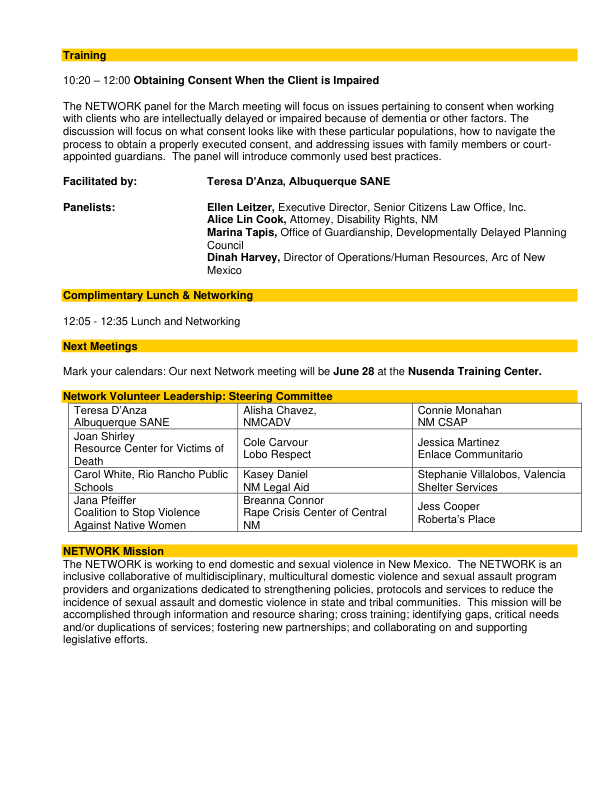 Training
10:20 – 12:00 Obtaining Consent When the Client is Impaired
The NETWORK panel for the March meeting will focus on issues pertaining to consent when working
with clients who are intellectually delayed or impaired because of dementia or other factors. The
discussion will focus on what consent looks like with these particular populations, how to navigate the
process to obtain a properly executed consent, and addressing issues with family members or court-
appointed guardians.  The panel will introduce commonly used best practices.
Facilitated by: Teresa D'Anza, Albuquerque SANE
Panelists: Ellen Leitzer, Executive Director, Senior Citizens Law Office, Inc.
Alice Lin Cook, Attorney, Disability Rights, NM
Marina Tapis, Office of Guardianship, Developmentally Delayed Planning
Council
Dinah Harvey, Director of Operations/Human Resources, Arc of New
Mexico
Complimentary Lunch & Networking
12:05 - 12:35 Lunch and Networking
Next Meetings
Mark your calendars: Our next Network meeting will be June 28 at the Nusenda Training Center.
Network Volunteer Leadership: Steering Committee
Teresa D'Anza
Albuquerque SANE
Alisha Chavez,
NMCADV
Connie Monahan
NM CSAP
Joan Shirley
Resource Center for Victims of
Death
Cole Carvour
Lobo Respect
Jessica Martinez
Enlace Communitario
Carol White, Rio Rancho Public
Schools
Kasey Daniel
NM Legal Aid
Stephanie Villalobos, Valencia
Shelter Services
Jana Pfeiffer
Coalition to Stop Violence
Against Native Women
Breanna Connor
Rape Crisis Center of Central
NM
Jess Cooper
Roberta's Place
NETWORK Mission
The NETWORK is working to end domestic and sexual violence in New Mexico.  The NETWORK is an
inclusive collaborative of multidisciplinary, multicultural domestic violence and sexual assault program
providers and organizations dedicated to strengthening policies, protocols and services to reduce the
incidence of sexual assault and domestic violence in state and tribal communities.  This mission will be
accomplished through information and resource sharing; cross training; identifying gaps, critical needs
and/or duplications of services; fostering new partnerships; and collaborating on and supporting
legislative efforts.